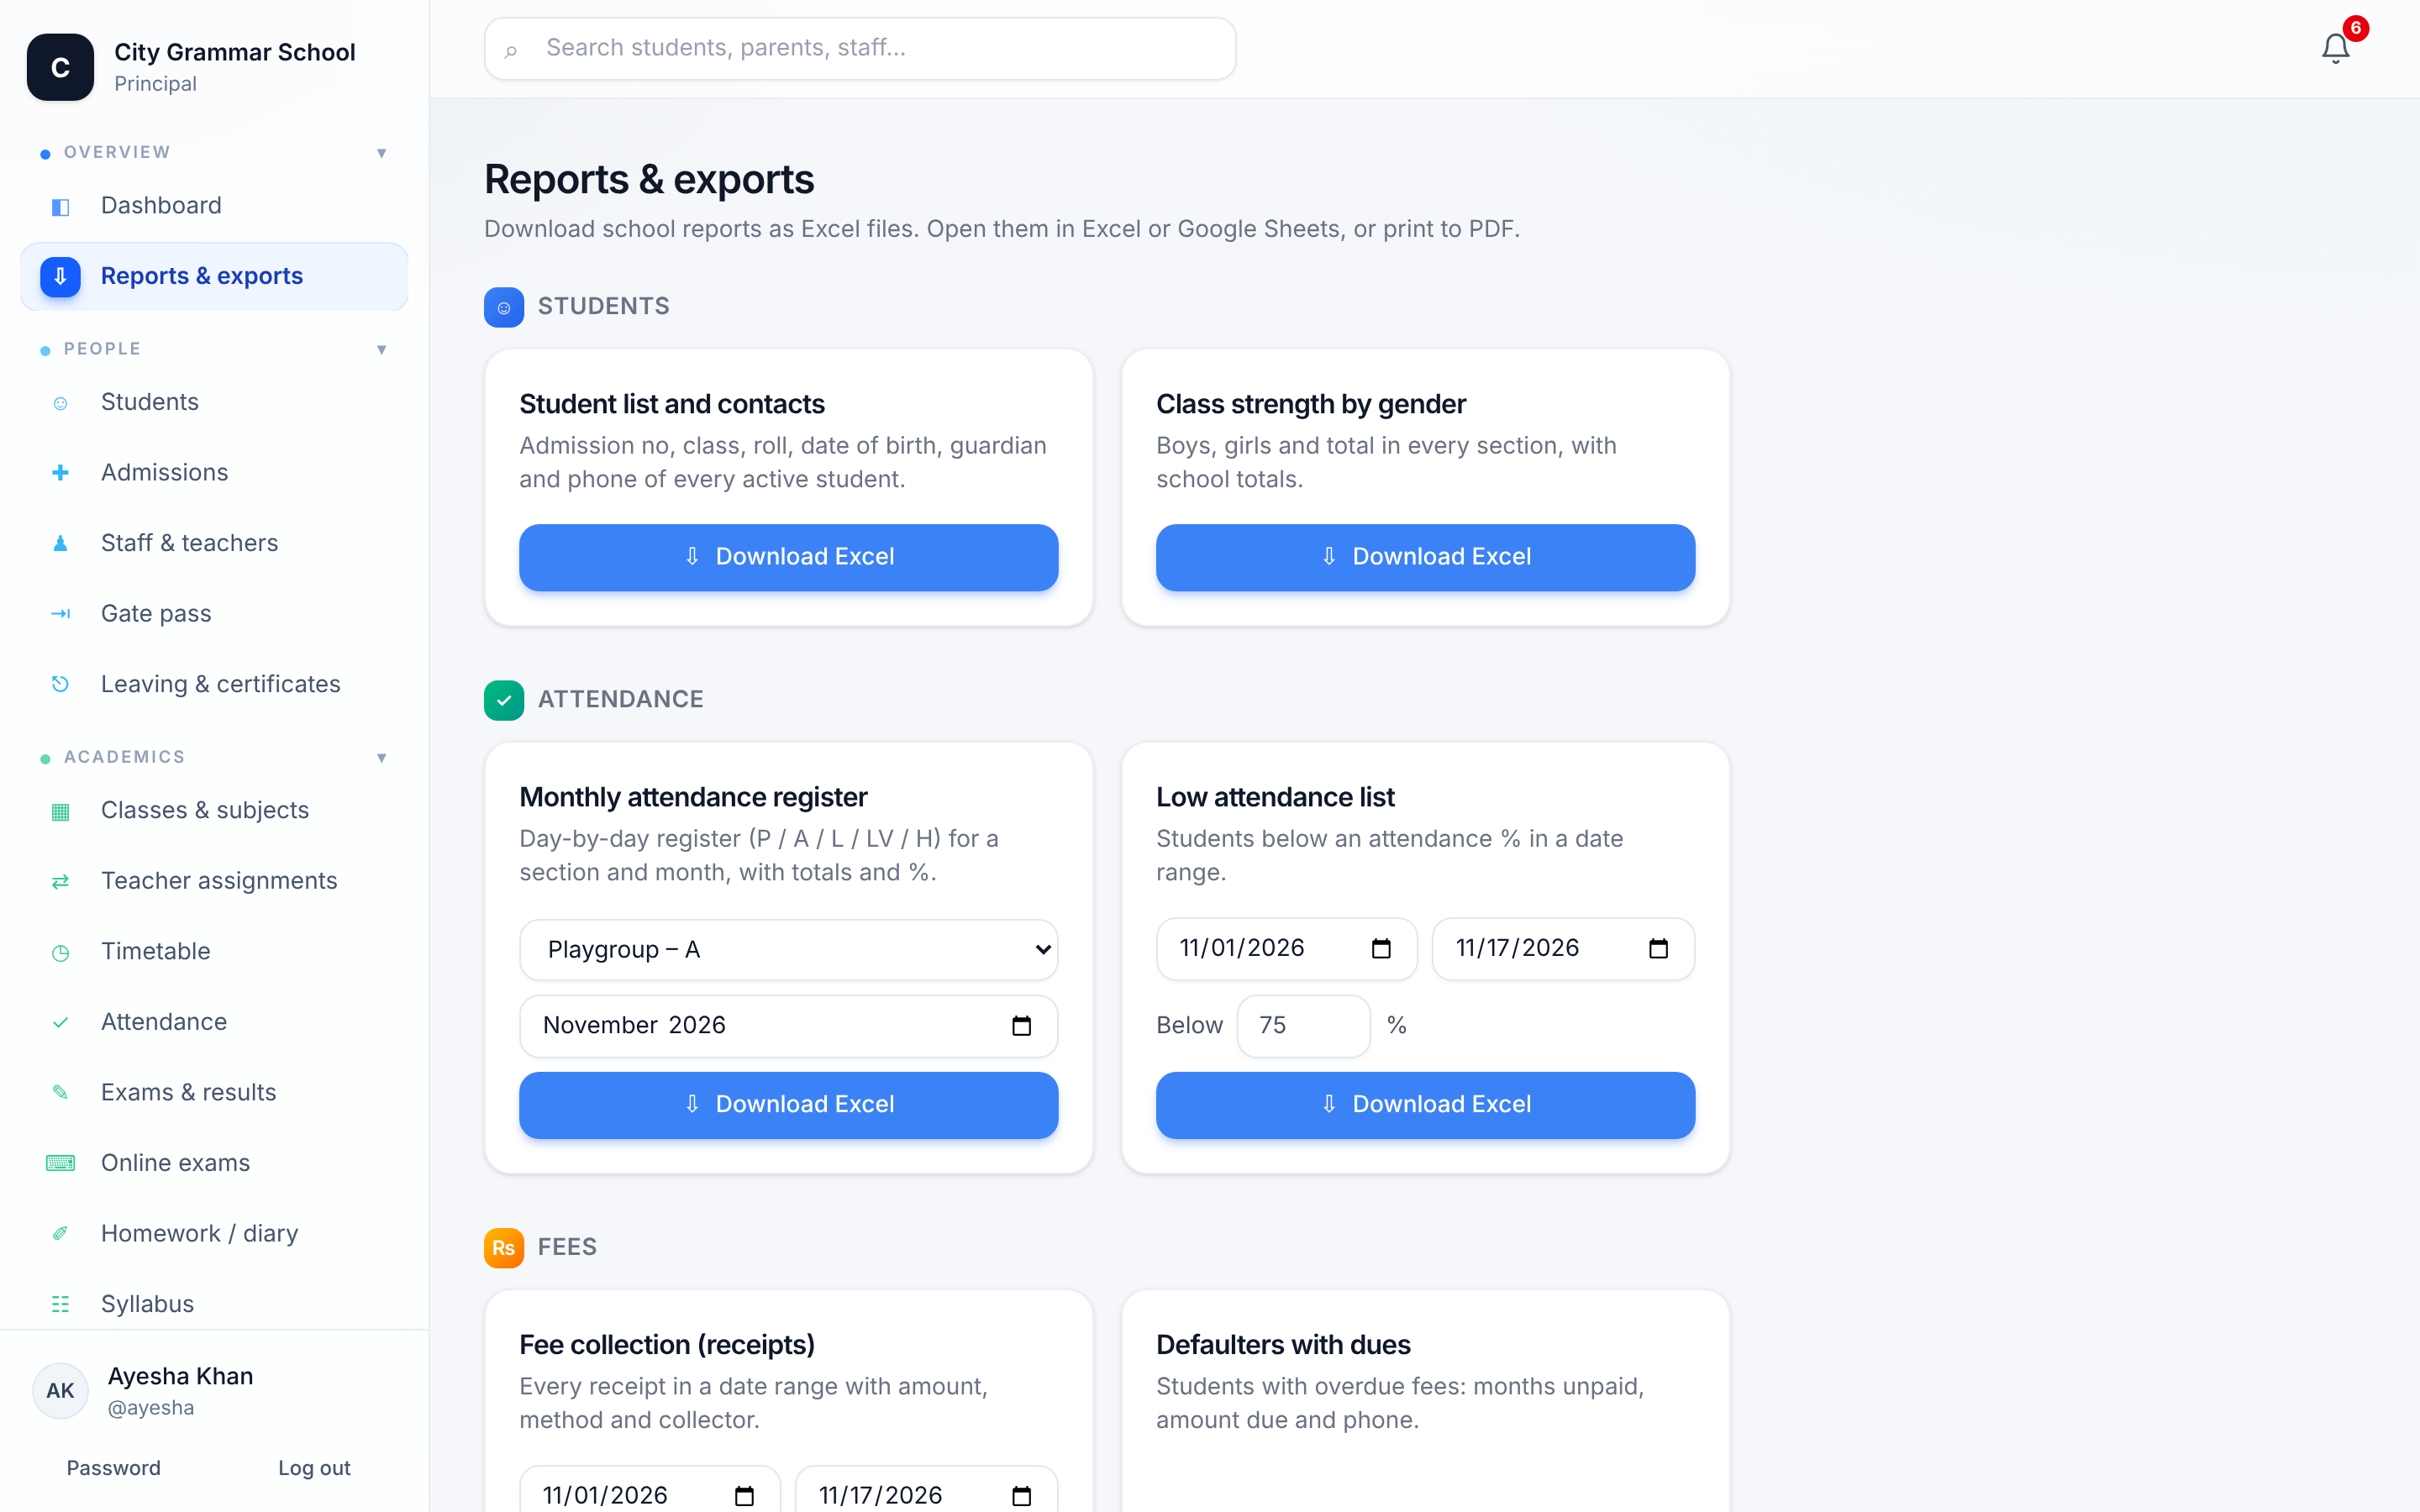 C
City Grammar School
Principal
OVERVIEW
Dashboard
Reports & exports
PEOPLE
Students
Admissions
Staff & teachers
Gate pass
Leaving & certificates
ACADEMICS
Classes & subjects
Teacher assignments
Timetable
Attendance
Exams & results
Online exams
Homework / diary
Syllabus
AK
Ayesha Khan
@ayesha
Password
Log out
Search students, parents, staff...
6
Reports & exports
Download school reports as Excel files. Open them in Excel or Google Sheets, or print to PDF.
STUDENTS
Student list and contacts
Admission no, class, roll, date of birth, guardian
and phone of every active student.
Download Excel
Class strength by gender
Boys, girls and total in every section, with
school totals.
Download Excel
ATTENDANCE
Monthly attendance register
Day-by-day register (P / A / L / LV / H) for a
section and month, with totals and %.
Playgroup – A
November 2026
Download Excel
Low attendance list
Students below an attendance % in a date
range.
11/01/2026
11/17/2026
Below 75 %
Download Excel
Rs
FEES
Fee collection (receipts)
Every receipt in a date range with amount,
method and collector.
11/01/2026
11/17/2026
Defaulters with dues
Students with overdue fees: months unpaid,
amount due and phone.